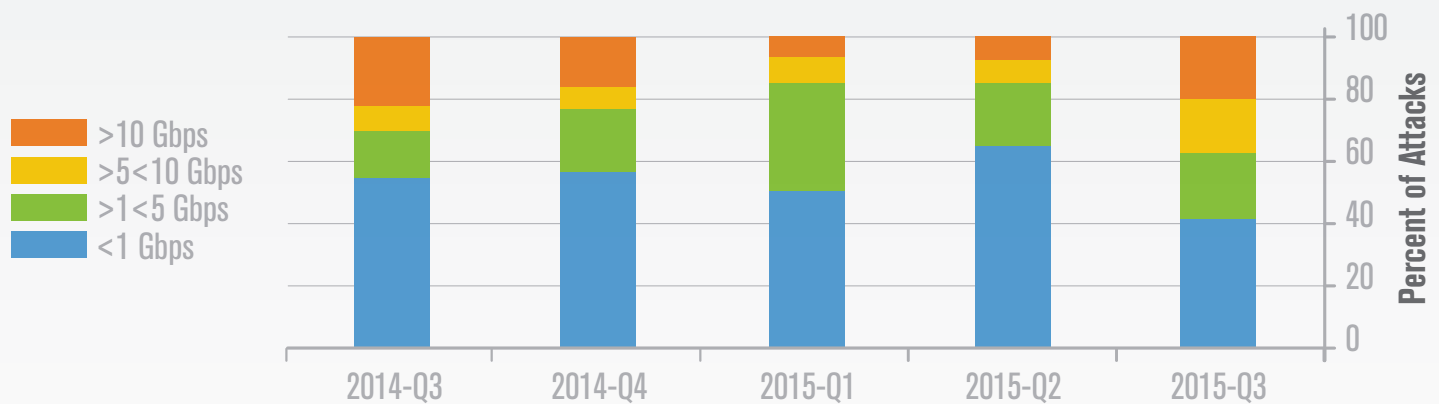 >10 Gbps
>5<10 Gbps
>1<5 Gbps
<1 Gbps
100
80
60
40
20
0
Percent of Attacks
2014-Q3
2014-Q4
2015-Q1
2015-Q2
2015-Q3